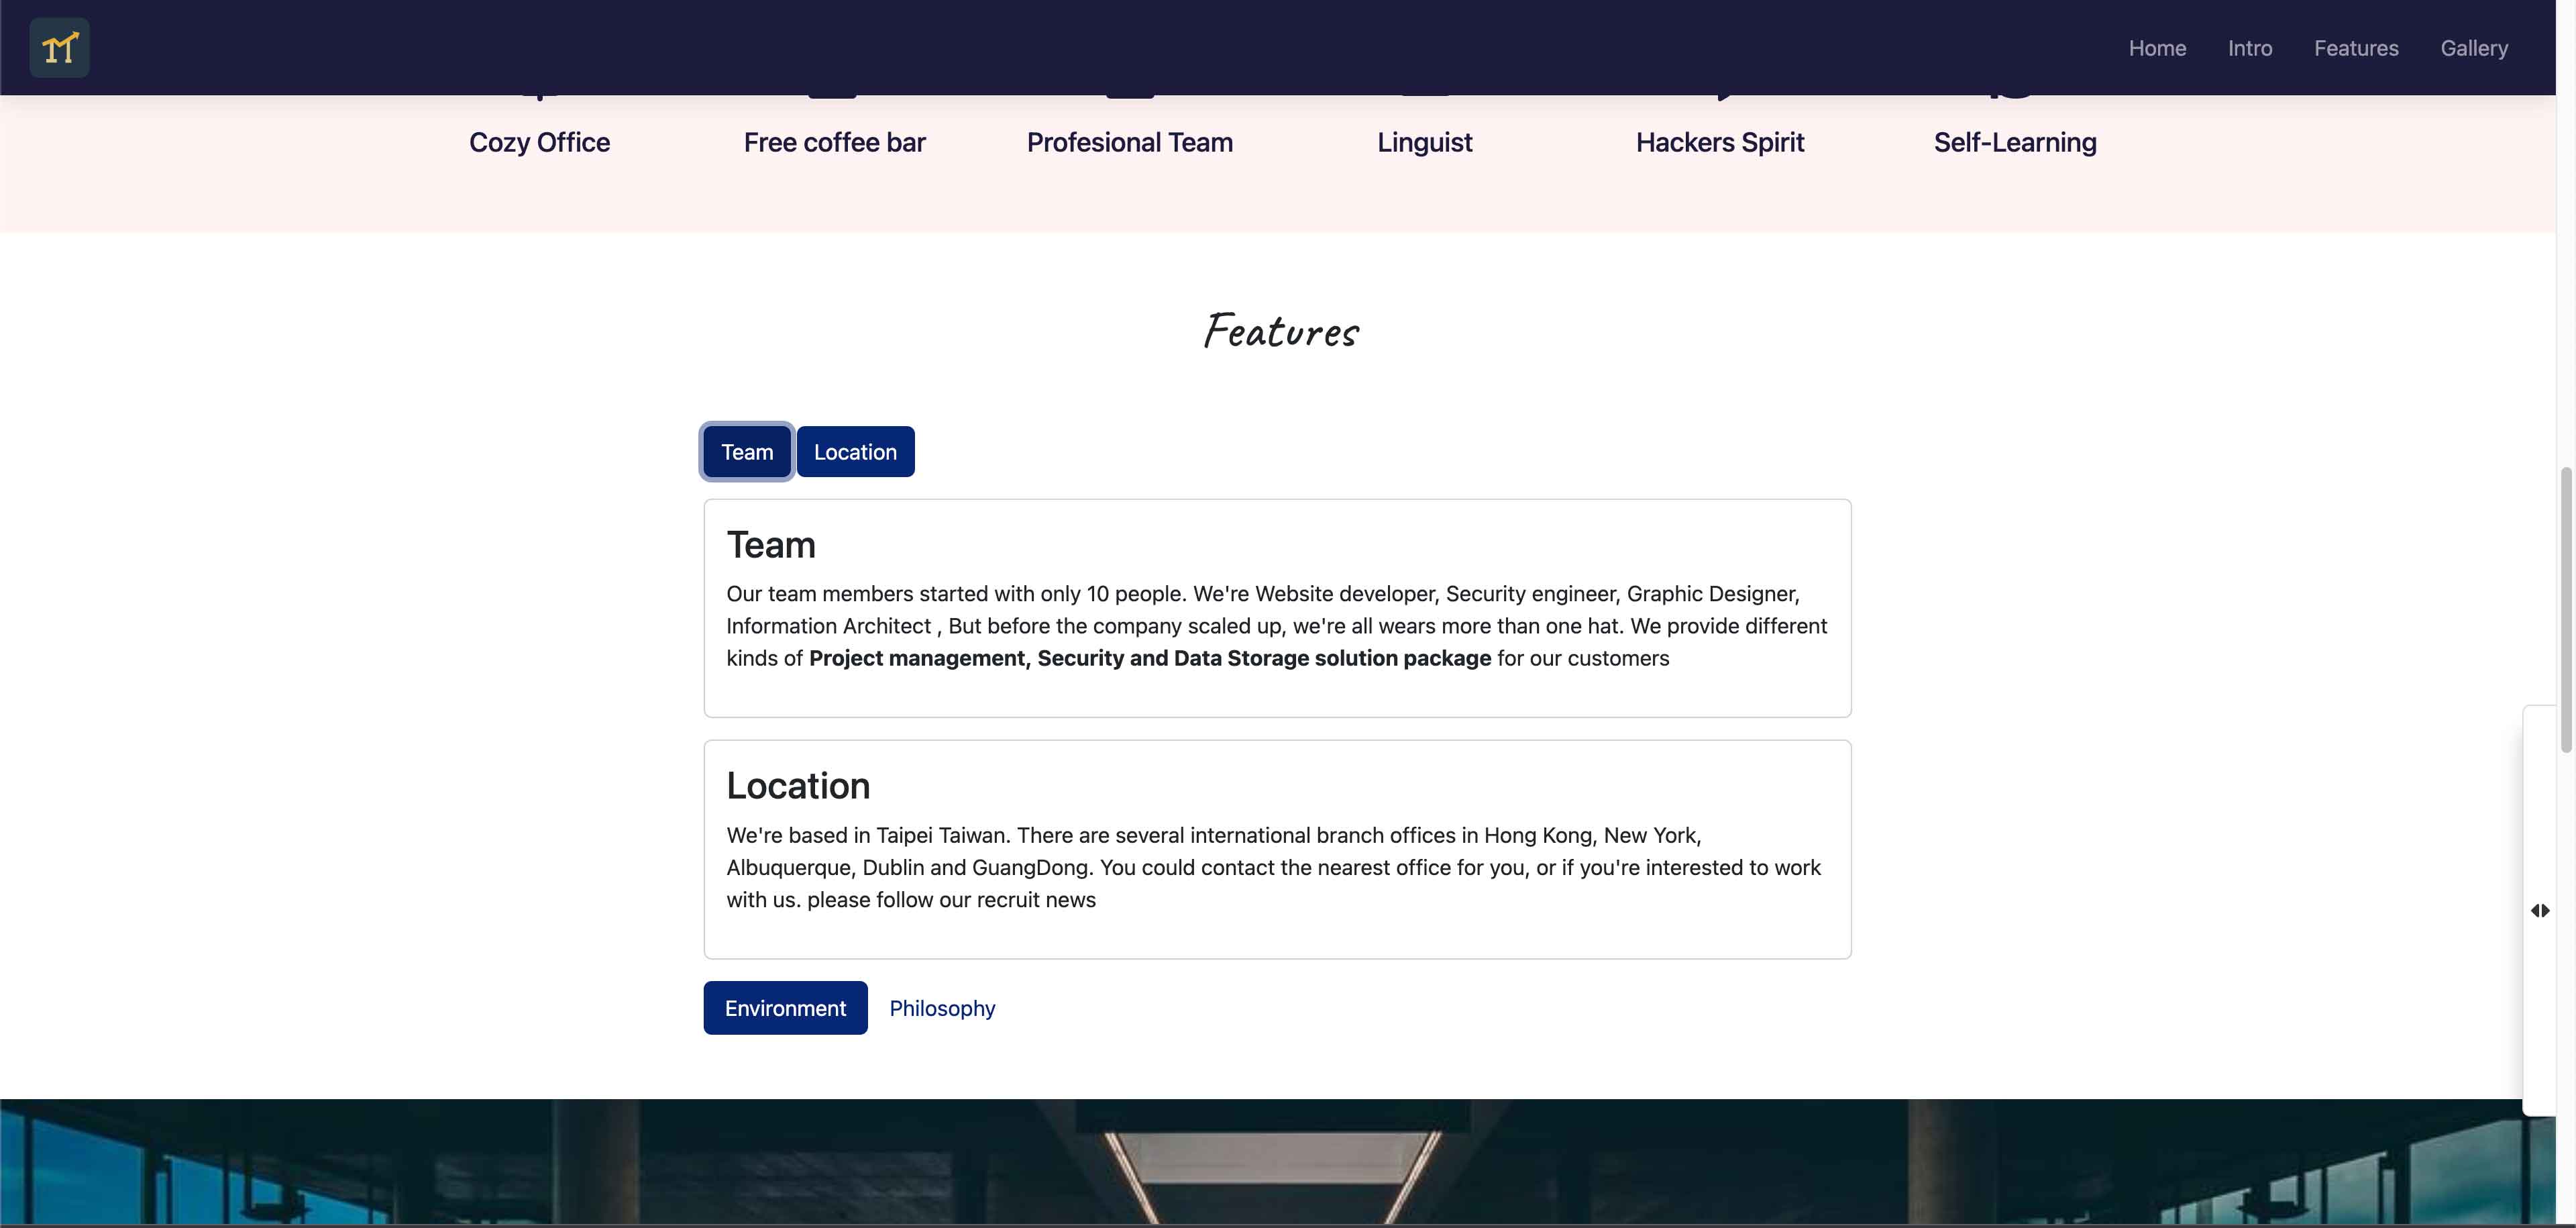 Home Intro Features Gallery
Cozy Office Free coffee bar Profesional Team Linguist Hackers Spirit Self-Learning
Features
Team Location
Team
Our team members started with only 10 people. We're Website developer, Security engineer, Graphic Designer,
Information Architect , But before the company scaled up, we're all wears more than one hat. We provide different
kinds of Project management, Security and Data Storage solution package for our customers
Location
We're based in Taipei Taiwan. There are several international branch offices in Hong Kong, New York,
Albuquerque, Dublin and GuangDong. You could contact the nearest office for you, or if you're interested to work
with us. please follow our recruit news
Environment Philosophy